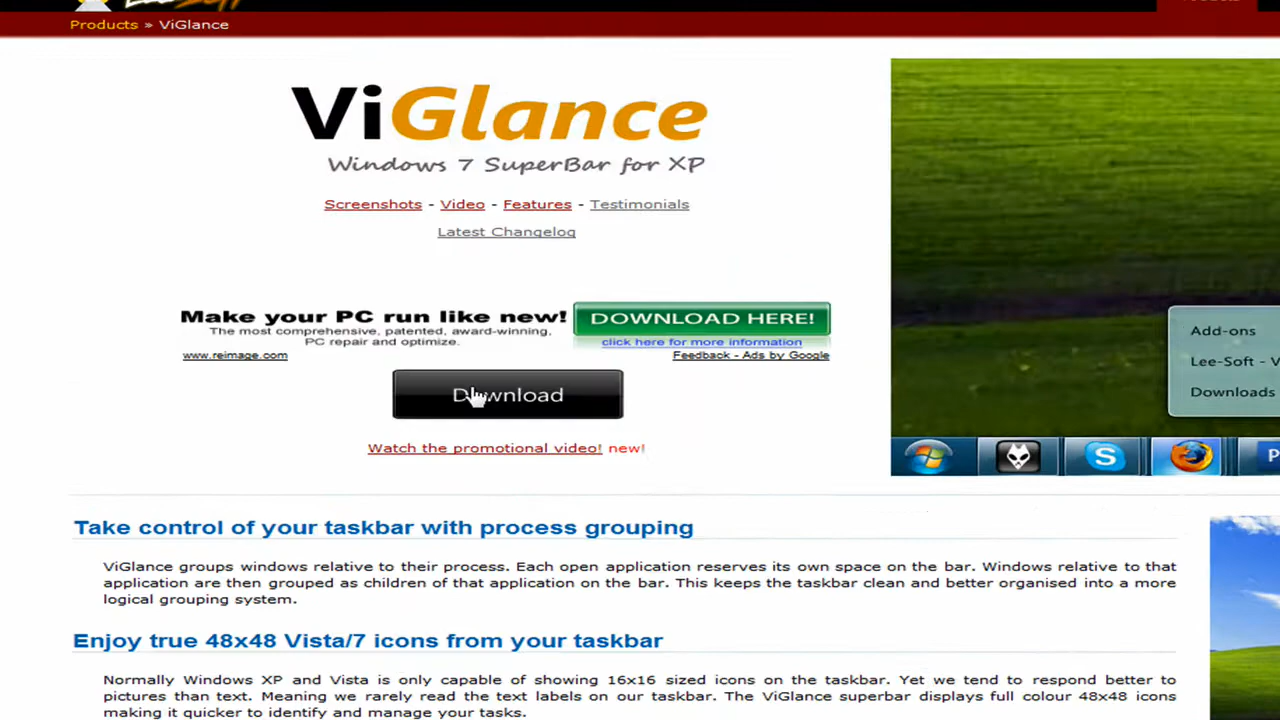 Products » ViGlance
ViGlance
Windows 7 SuperBar for XP
Screenshots - Video - Features - Testimonials
Latest Changelog
Make your PC run like new!
The most comprehensive, patented, award-winning,
PC repair and optimize.
www.reimage.com
DOWNLOAD HERE!
click here for more information
Feedback - Ads by Google
Download
Watch the promotional video! new!
Add-ons
Lee-Soft - V
Downloads
Take control of your taskbar with process grouping
ViGlance groups windows relative to their process. Each open application reserves its own space on the bar. Windows relative to that
application are then grouped as children of that application on the bar. This keeps the taskbar clean and better organised into a more
logical grouping system.
Enjoy true 48x48 Vista/7 icons from your taskbar
Normally Windows XP and Vista is only capable of showing 16x16 sized icons on the taskbar. Yet we tend to respond better to
pictures than text. Meaning we rarely read the text labels on our taskbar. The ViGlance superbar displays full colour 48x48 icons
making it quicker to identify and manage your tasks.